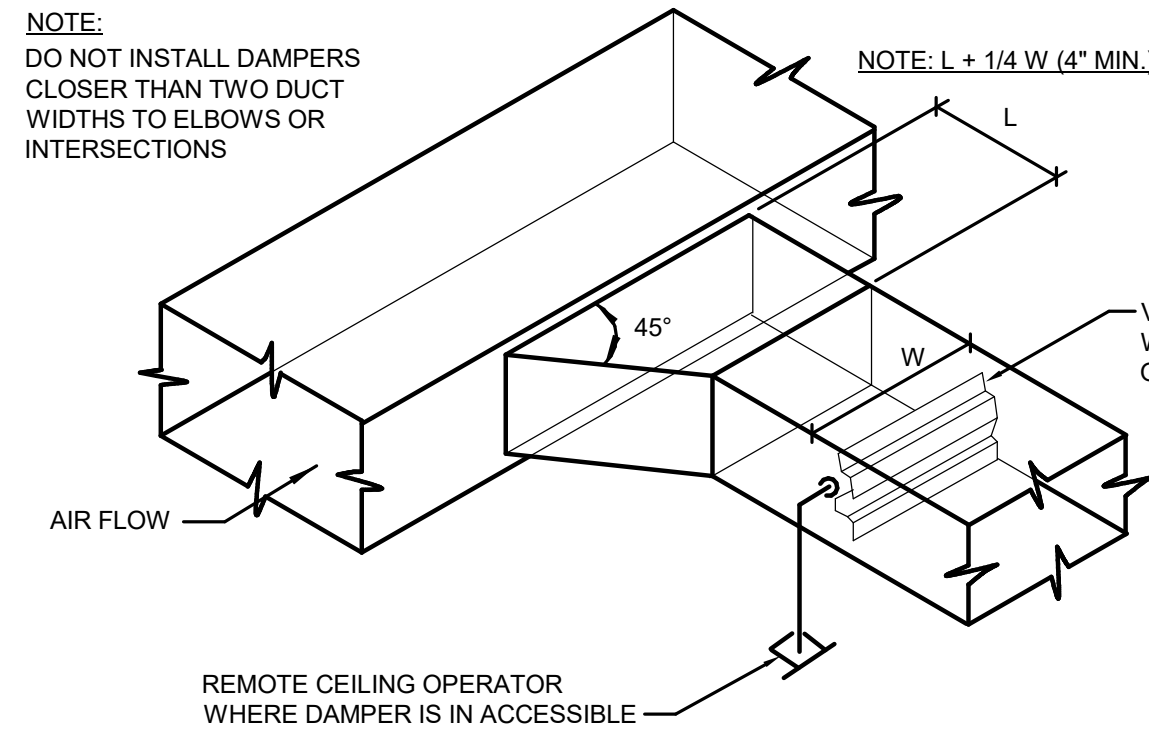 NOTE:
DO NOT INSTALL DAMPERS
CLOSER THAN TWO DUCT
WIDTHS TO ELBOWS OR
INTERSECTIONS
NOTE: L + 1/4 W (4" MIN.)
L
45°
W
AIR FLOW
REMOTE CEILING OPERATOR
WHERE DAMPER IS IN ACCESSIBLE